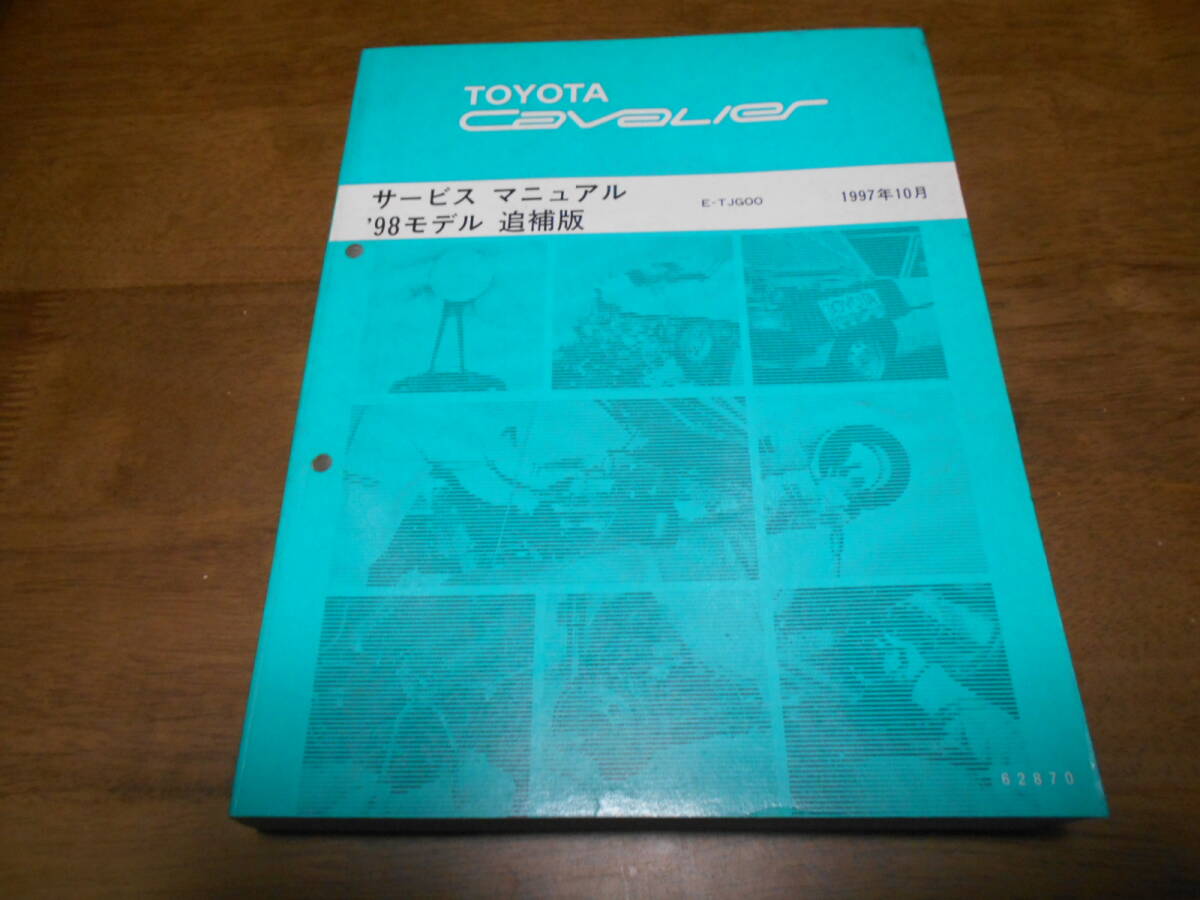 TOYOTA
Cavalier
サービス マニュアル
'98モデル 追補版
E-TJG00
1997年10月
62870